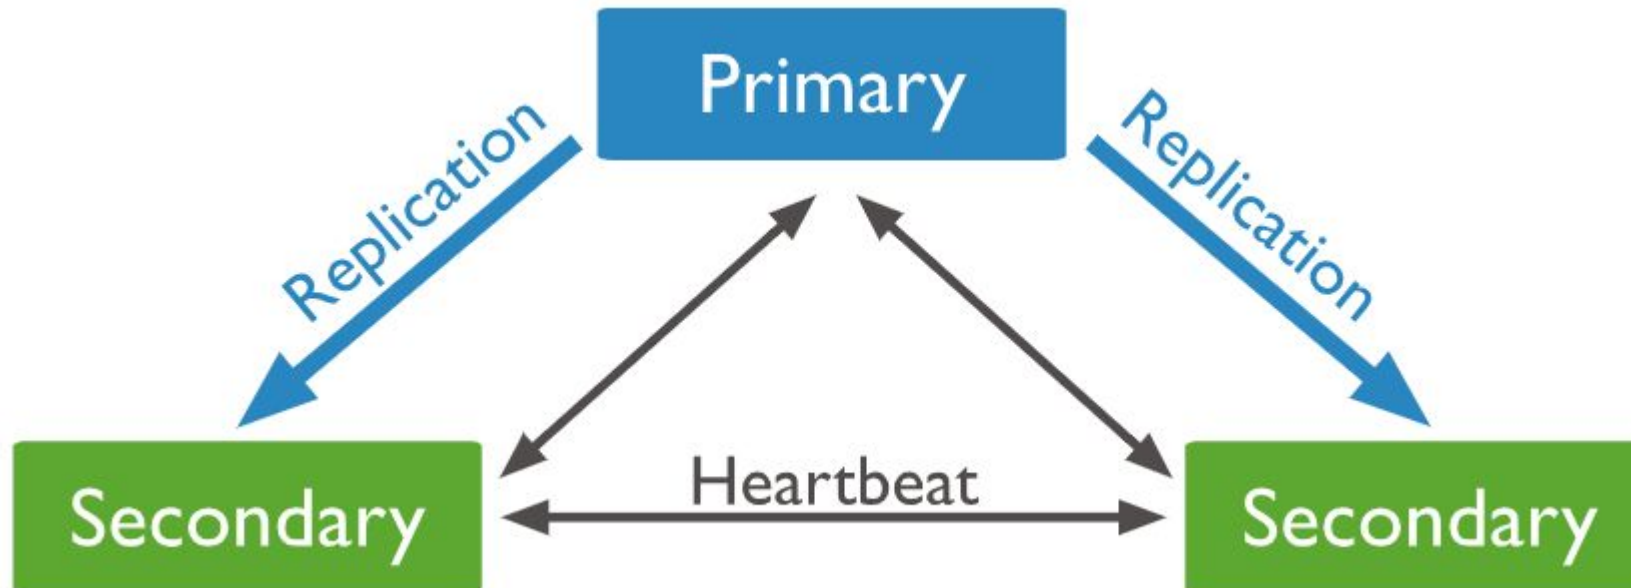 Primary
Replication
Replication
Heartbeat
Secondary
Secondary